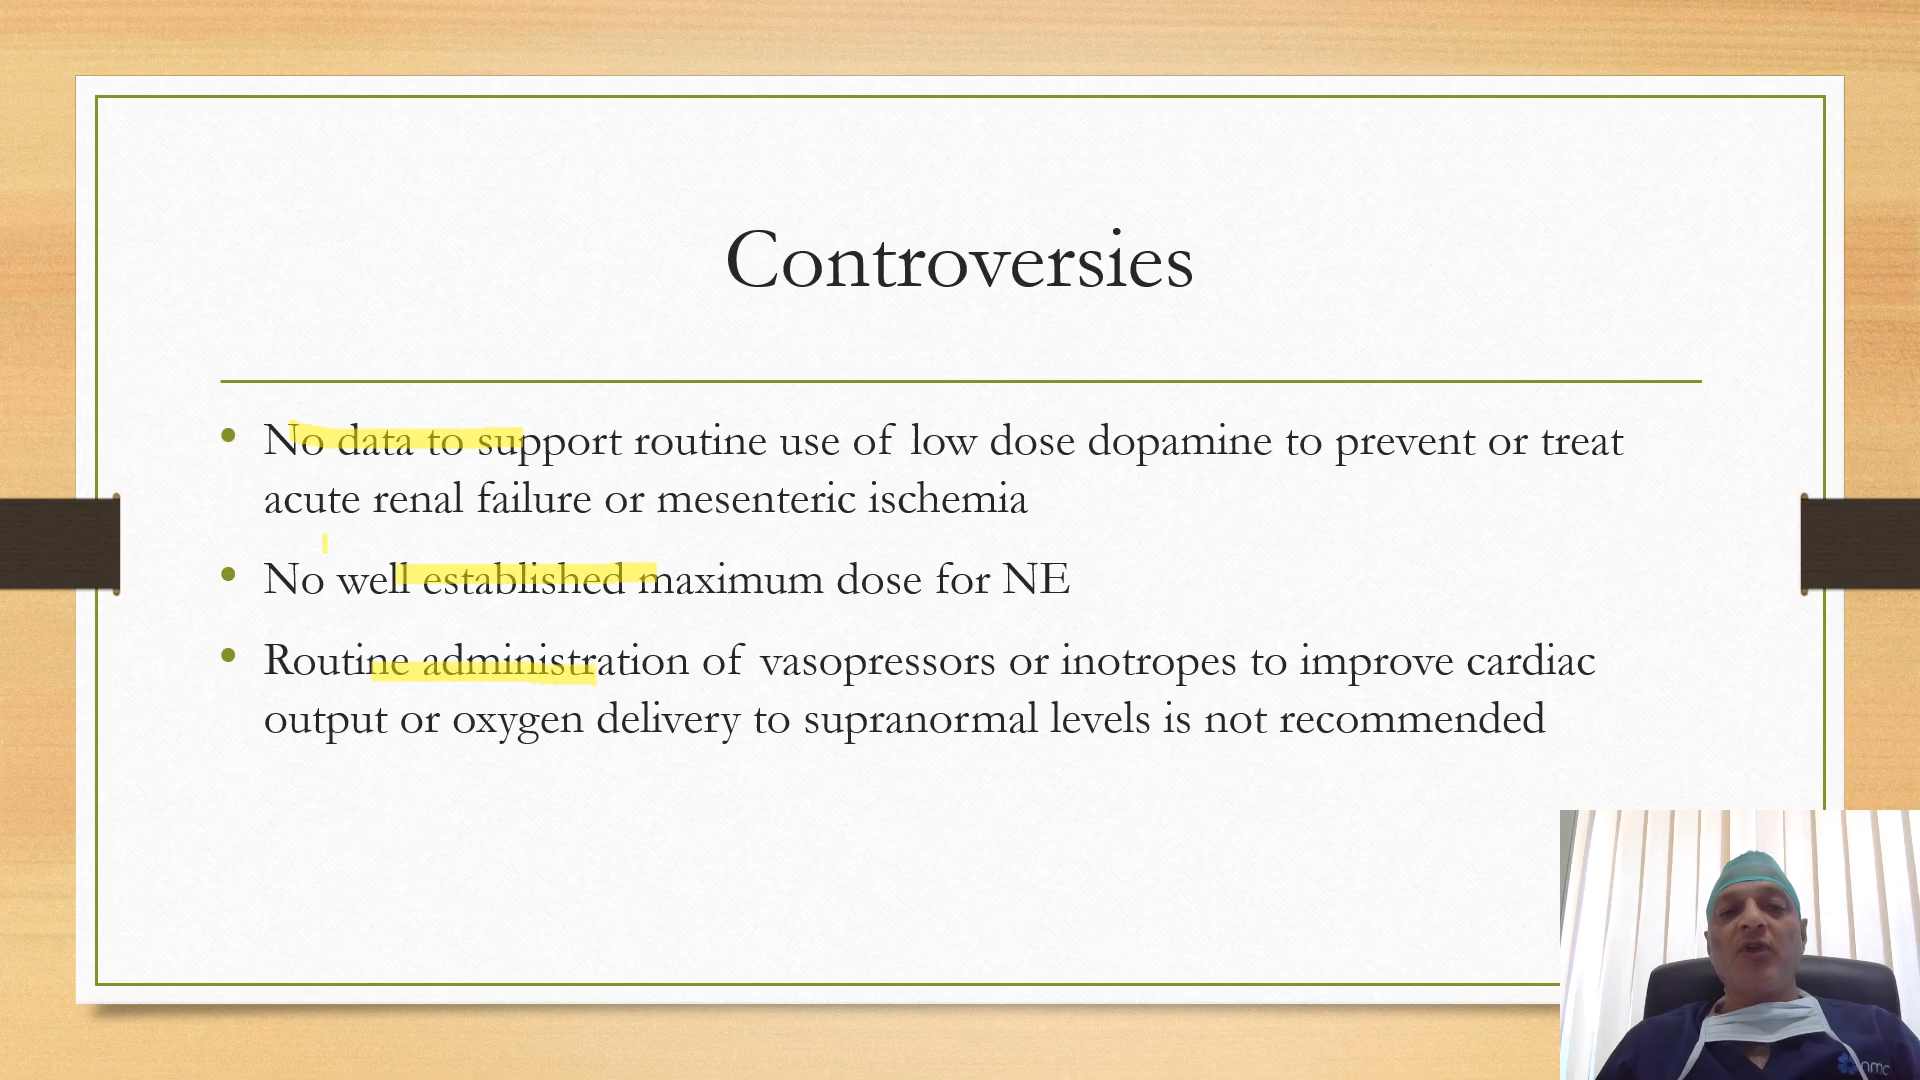 Controversies
• No data to support routine use of low dose dopamine to prevent or treat
acute renal failure or mesenteric ischemia
• No well established maximum dose for NE
• Routine administration of vasopressors or inotropes to improve cardiac
output or oxygen delivery to supranormal levels is not recommended
nmc